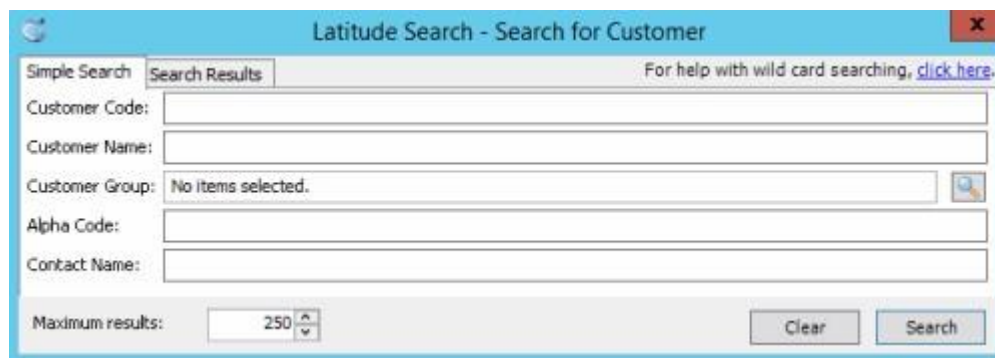 Latitude Search - Search for Customer
x
Simple Search Search Results For help with wild card searching, click here.
Customer Code:
Customer Name:
Customer Group: No items selected.
Alpha Code:
Contact Name:
Maximum results: 250 Clear Search